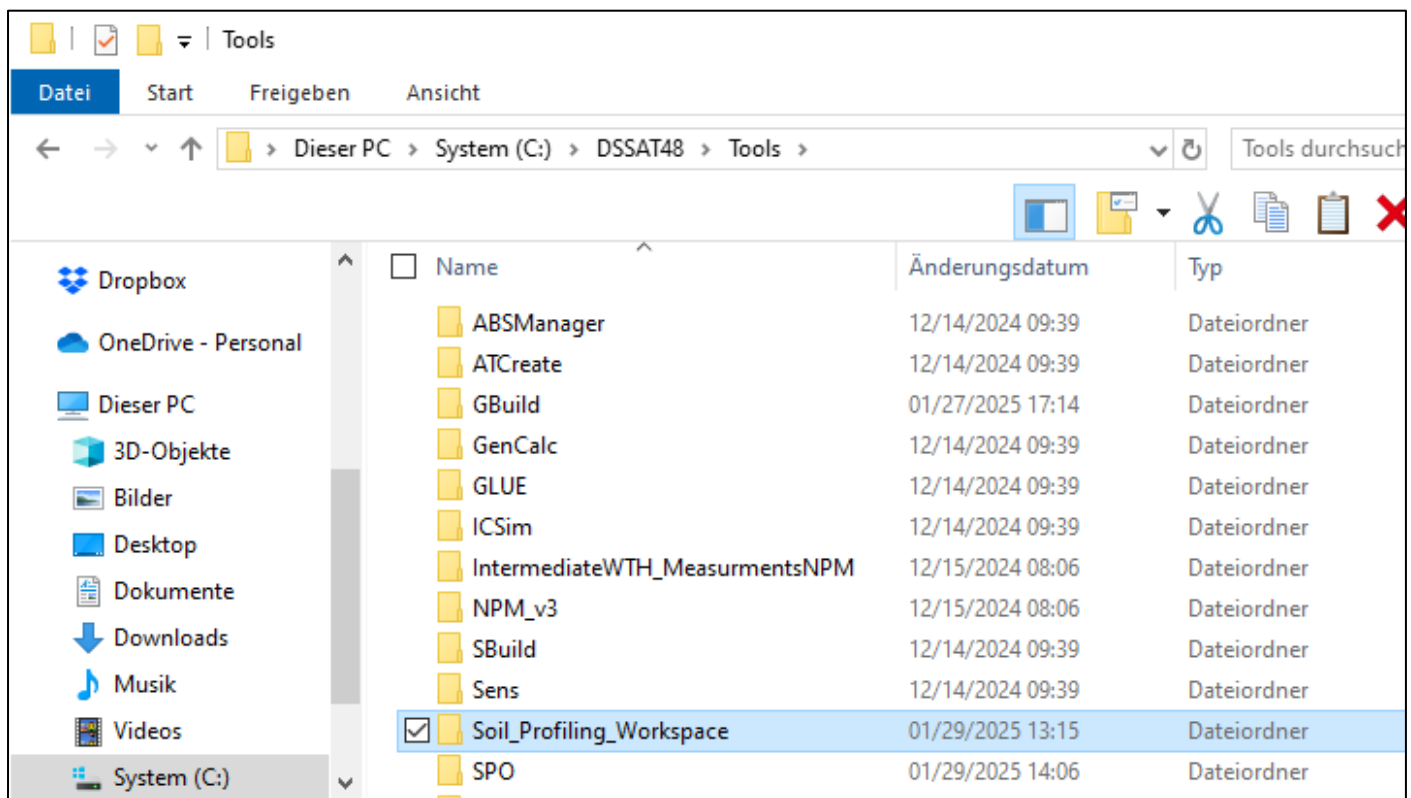 Tools
Datei Start Freigeben Ansicht
Dieser PC System (C:) DSSAT48 Tools Tools durchsuch
Name Änderungsdatum Typ
Dropbox
OneDrive - Personal
Dieser PC
3D-Objekte
Bilder
Desktop
Dokumente
Downloads
Musik
Videos
System (C:)
ABSManager 12/14/2024 09:39 Dateiordner
ATCreate 12/14/2024 09:39 Dateiordner
GBuild 01/27/2025 17:14 Dateiordner
GenCalc 12/14/2024 09:39 Dateiordner
GLUE 12/14/2024 09:39 Dateiordner
ICSim 12/14/2024 09:39 Dateiordner
IntermediateWTH_MeasurmentsNPM 12/15/2024 08:06 Dateiordner
NPM_v3 12/15/2024 08:06 Dateiordner
SBuild 12/14/2024 09:39 Dateiordner
Sens 12/14/2024 09:39 Dateiordner
Soil_Profiling_Workspace 01/29/2025 13:15 Dateiordner
SPO 01/29/2025 14:06 Dateiordner